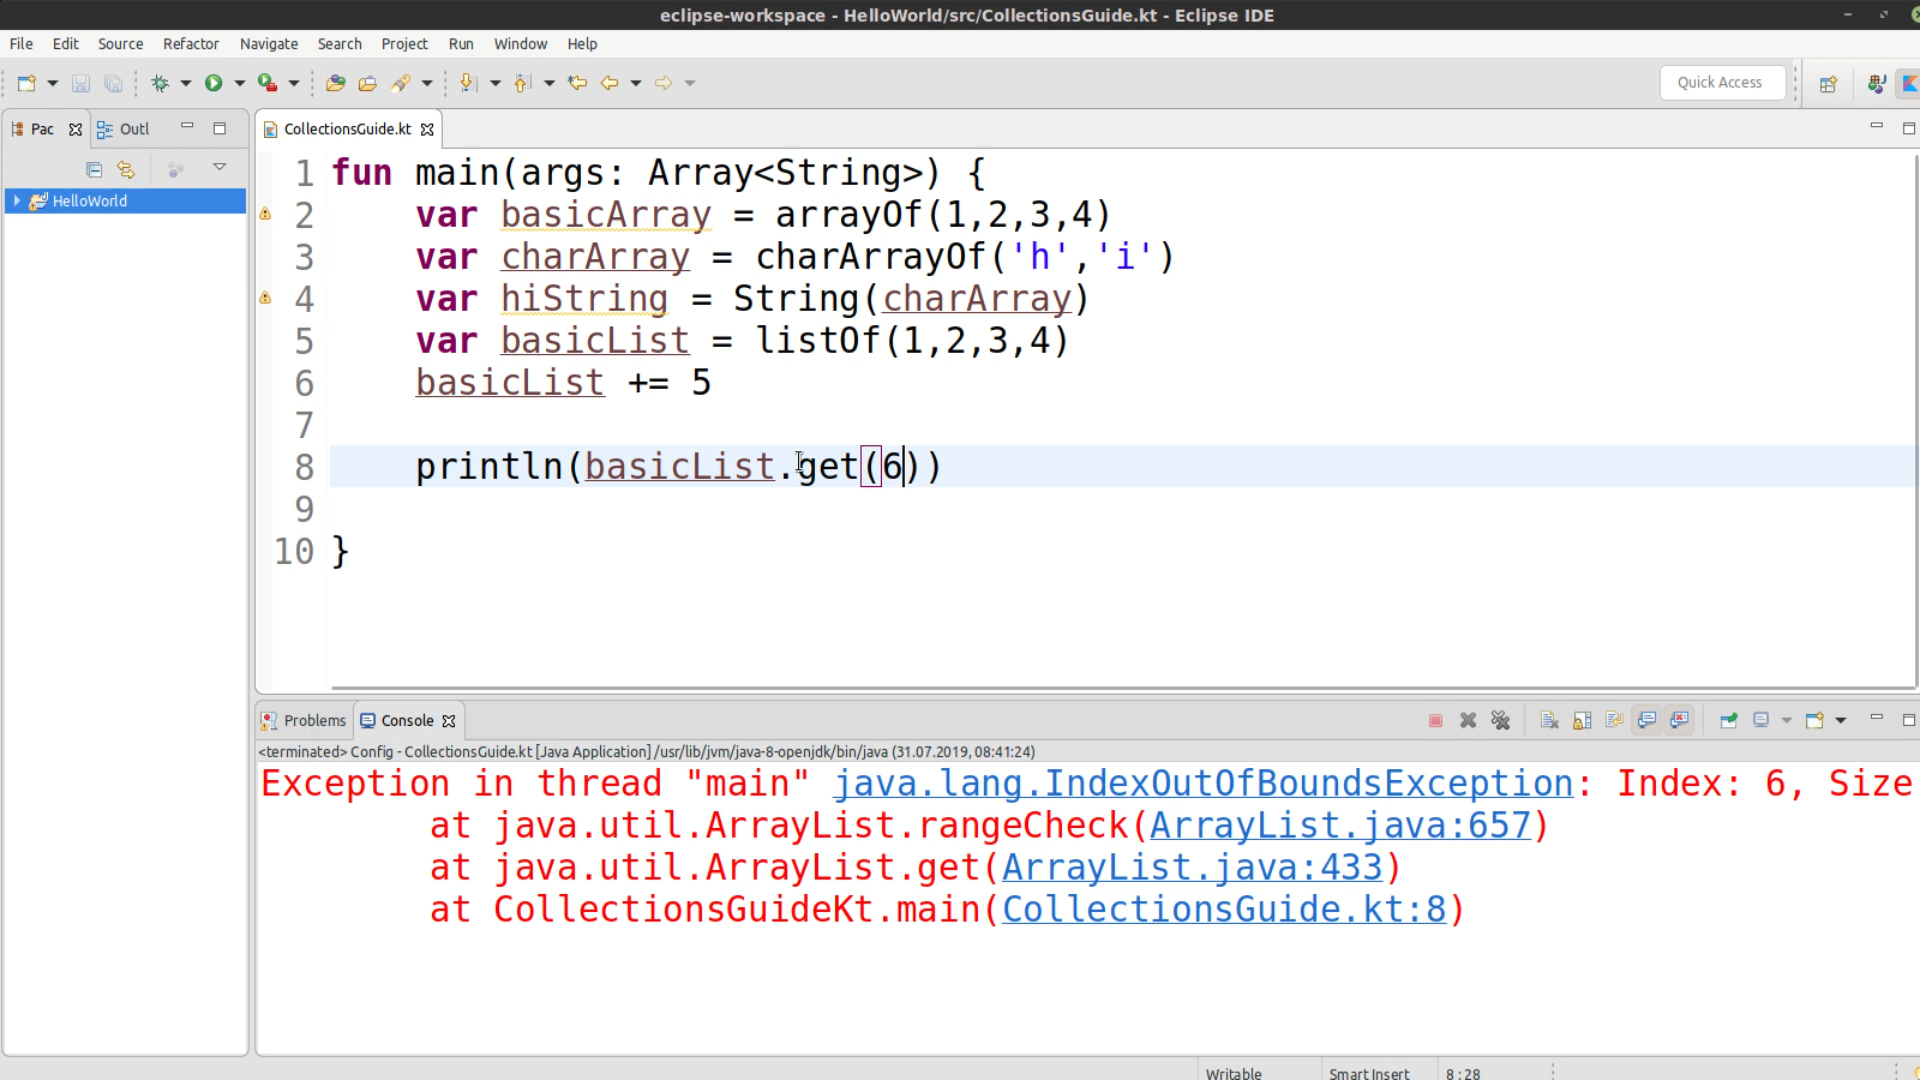 eclipse-workspace - HelloWorld/src/CollectionsGuide.kt - Eclipse IDE
File Edit Source Refactor Navigate Search Project Run Window Help
Quick Access
Pac Outl
CollectionsGuide.kt
HelloWorld
1 fun main(args: Array<String>) {
2 var basicArray = arrayOf(1,2,3,4)
3 var charArray = charArrayOf('h','i')
4 var hiString = String(charArray)
5 var basicList = listOf(1,2,3,4)
6 basicList += 5
7
8 println(basicList.get(6))
9
10 }
Problems Console
<terminated> Config - CollectionsGuide.kt [Java Application] /usr/lib/jvm/java-8-openjdk/bin/java (31.07.2019, 08:41:24)
Exception in thread "main" java.lang.IndexOutOfBoundsException: Index: 6, Size
at java.util.ArrayList.rangeCheck(ArrayList.java:657)
at java.util.ArrayList.get(ArrayList.java:433)
at CollectionsGuideKt.main(CollectionsGuide.kt:8)
Writable Smart Insert 8 : 28